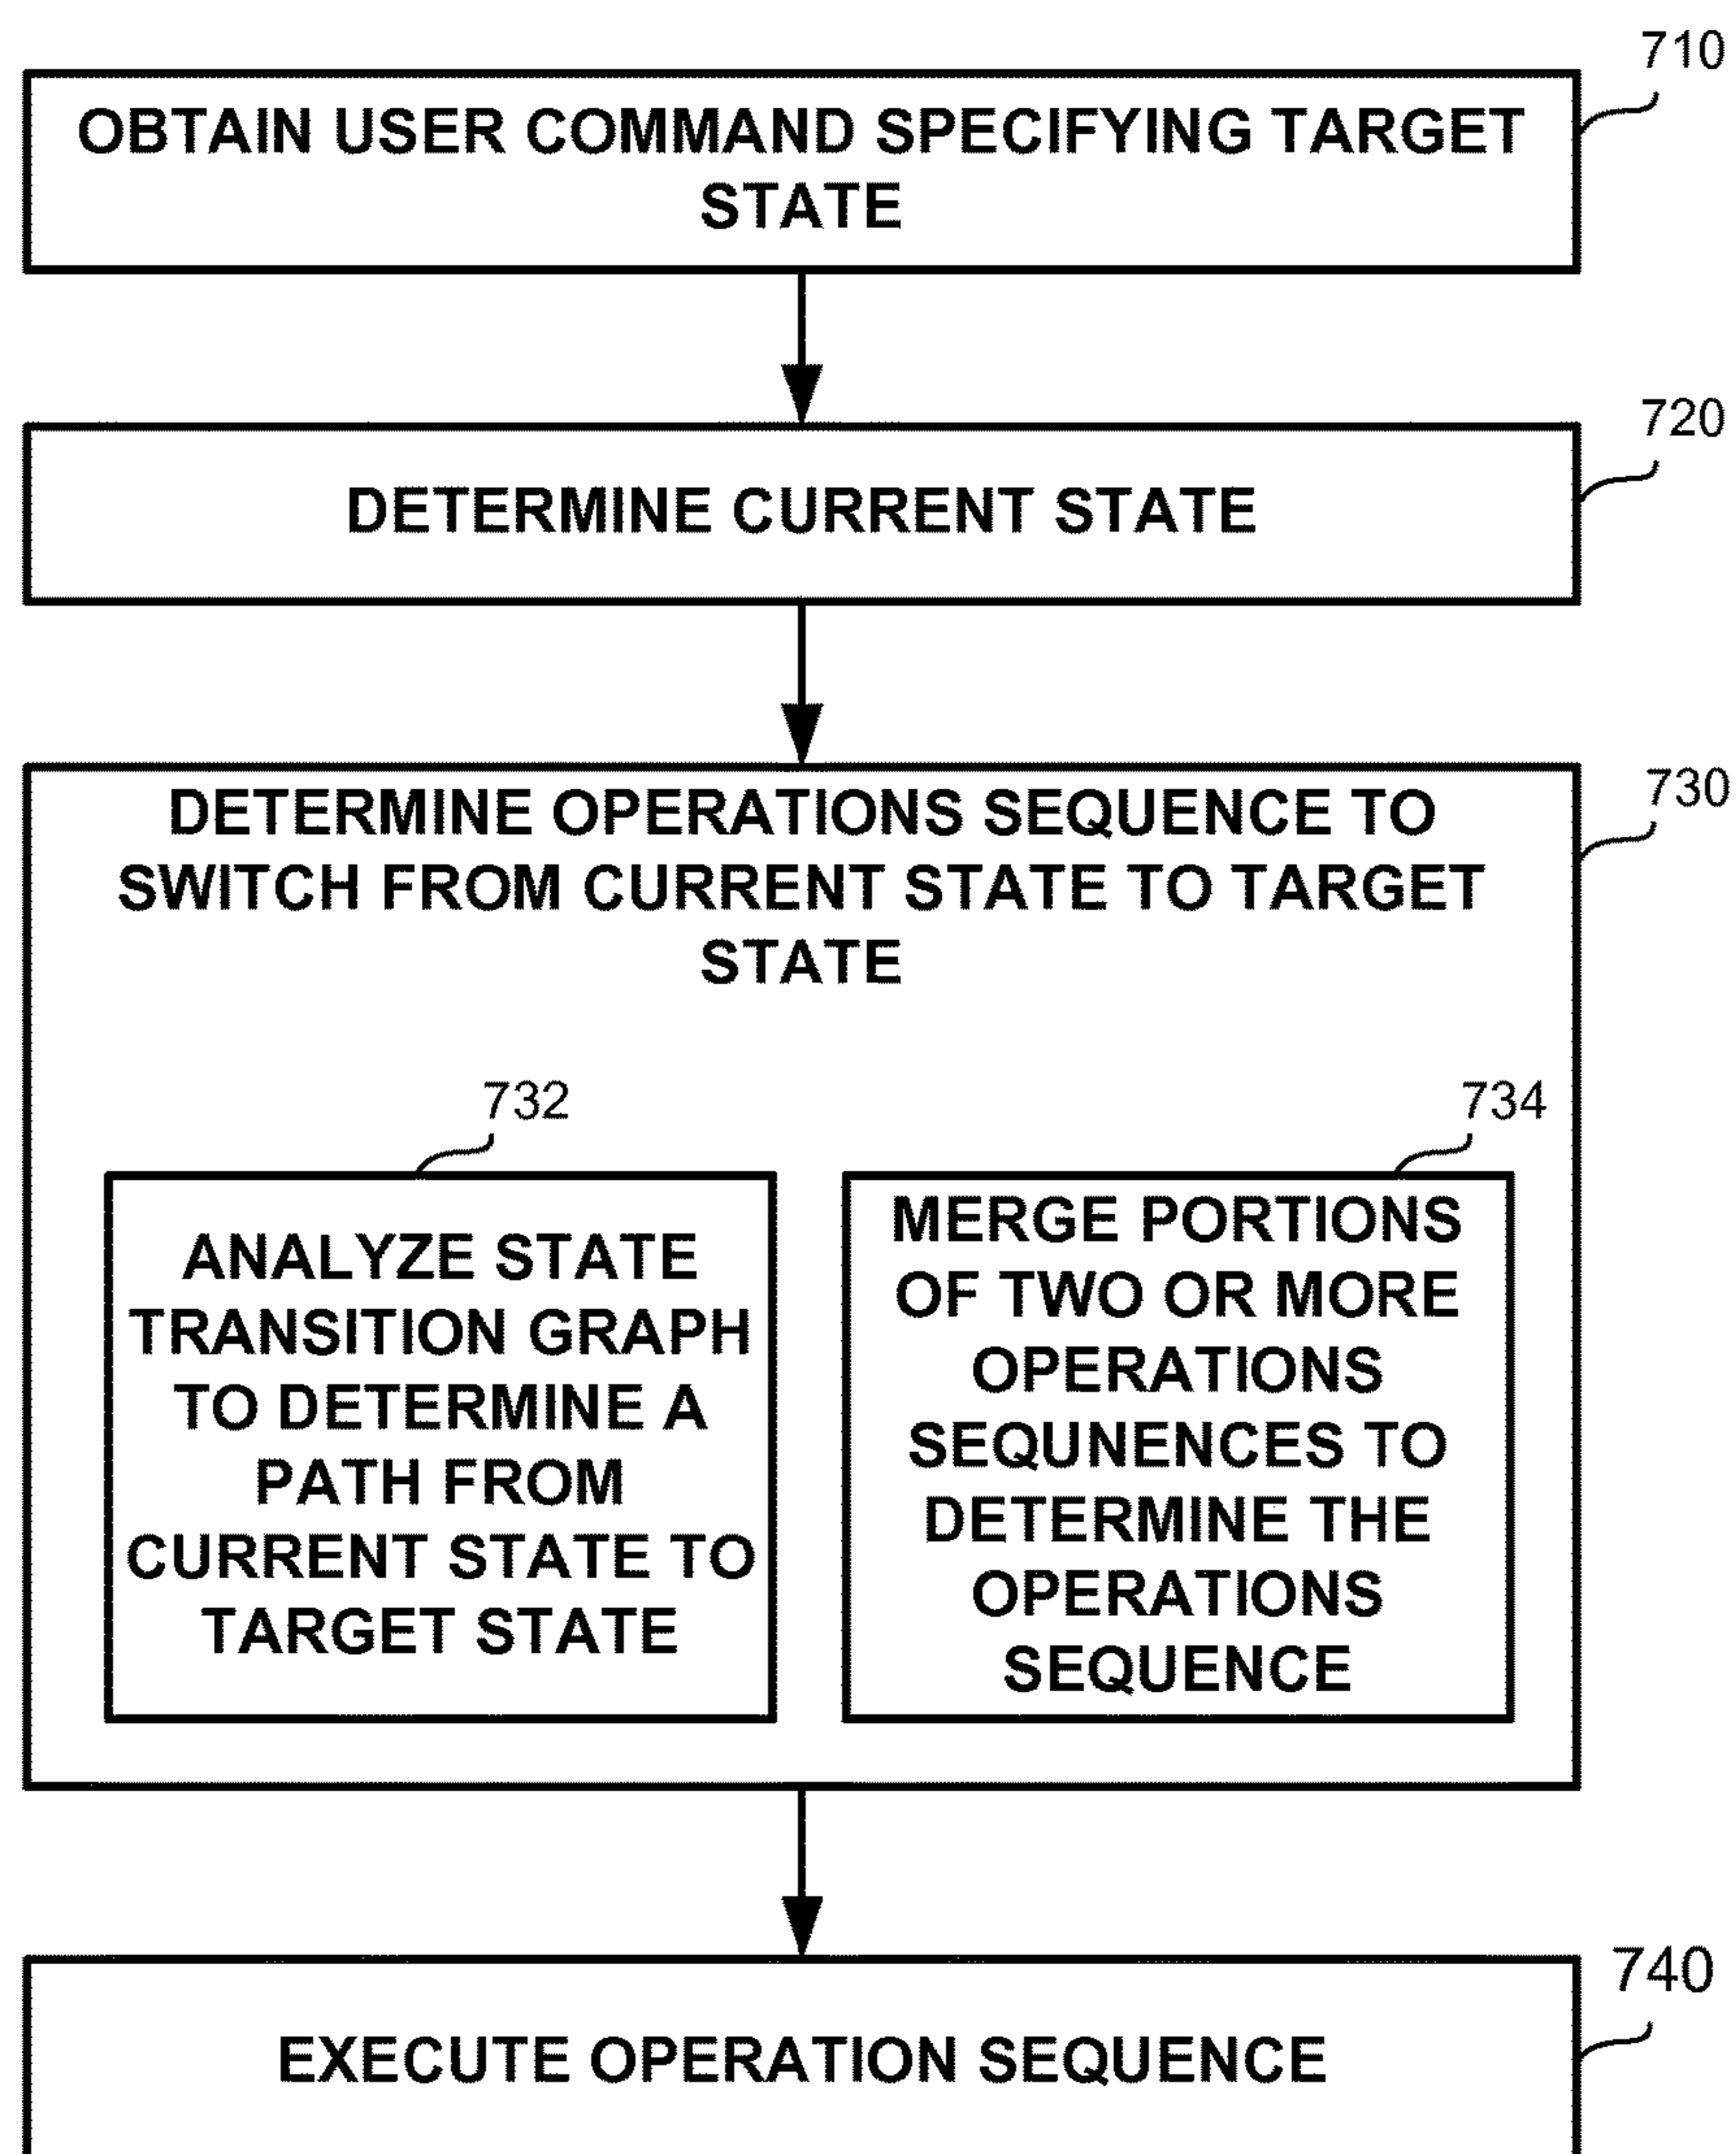 710
OBTAIN USER COMMAND SPECIFYING TARGET
STATE
720
DETERMINE CURRENT STATE
730
DETERMINE OPERATIONS SEQUENCE TO
SWITCH FROM CURRENT STATE TO TARGET
STATE
732
ANALYZE STATE
TRANSITION GRAPH
TO DETERMINE A
PATH FROM
CURRENT STATE TO
TARGET STATE
734
MERGE PORTIONS
OF TWO OR MORE
OPERATIONS
SEQUNENCES TO
DETERMINE THE
OPERATIONS
SEQUENCE
740
EXECUTE OPERATION SEQUENCE